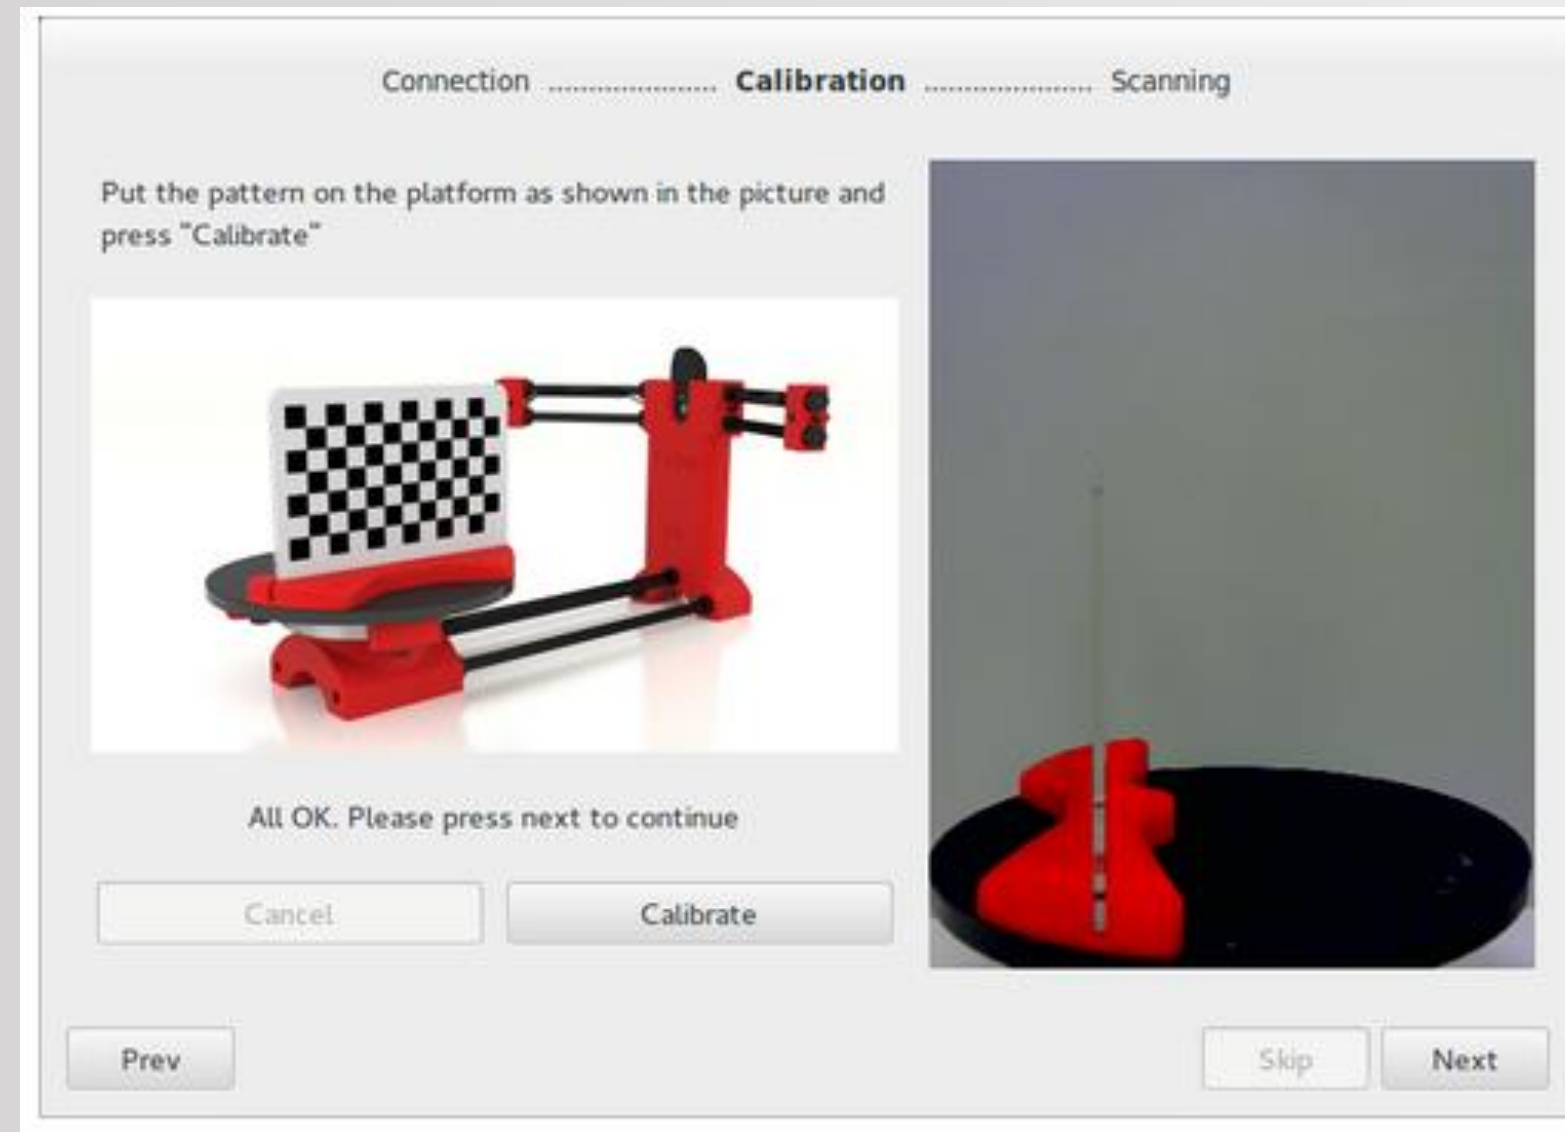 Connection ..................... Calibration ..................... Scanning
Put the pattern on the platform as shown in the picture and
press "Calibrate"
All OK. Please press next to continue
Cancel
Calibrate
Prev
Skip
Next